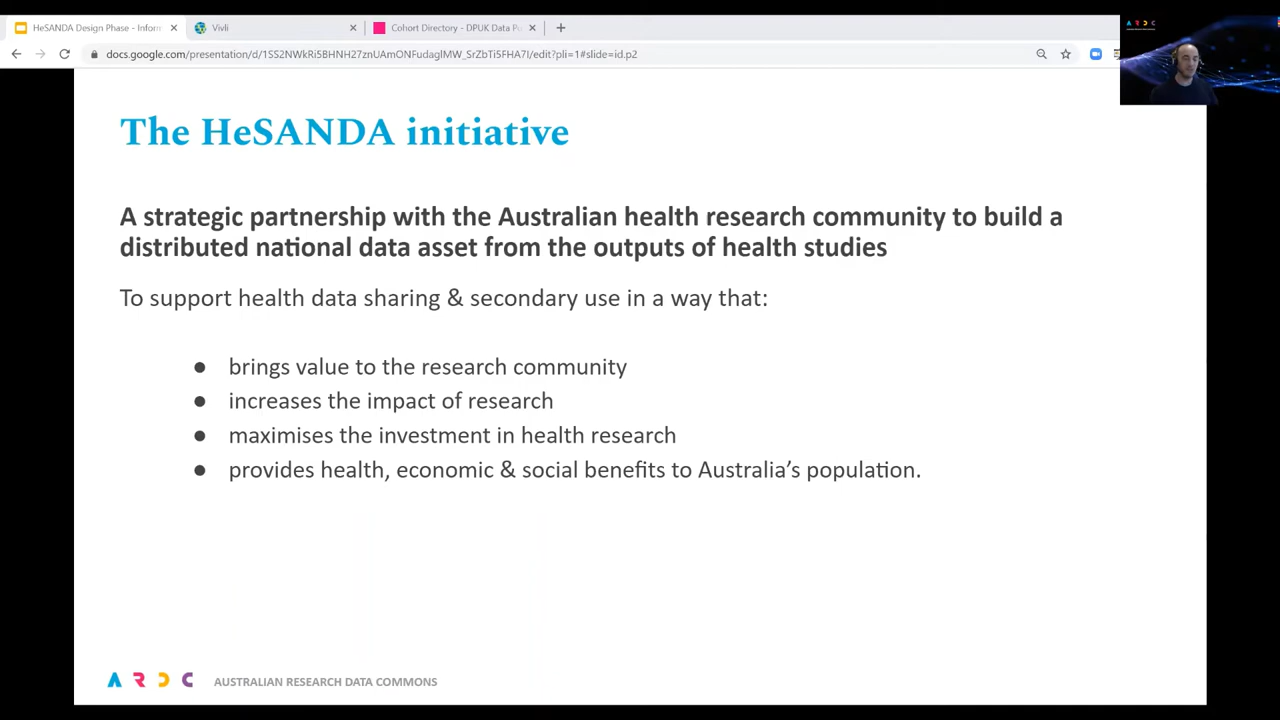 HeSANDA Design Phase - Inform
Vivli
Cohort Directory - DPUK Data Po
docs.google.com/presentation/d/1SS2NWkRi5BHNH27znUAmONFudaglMW_SrZbTi5FHA7I/edit?pli=1#slide=id.p2
A R D C
The HeSANDA initiative
A strategic partnership with the Australian health research community to build a
distributed national data asset from the outputs of health studies
To support health data sharing & secondary use in a way that:
● brings value to the research community
● increases the impact of research
● maximises the investment in health research
● provides health, economic & social benefits to Australia's population.
A R D C AUSTRALIAN RESEARCH DATA COMMONS